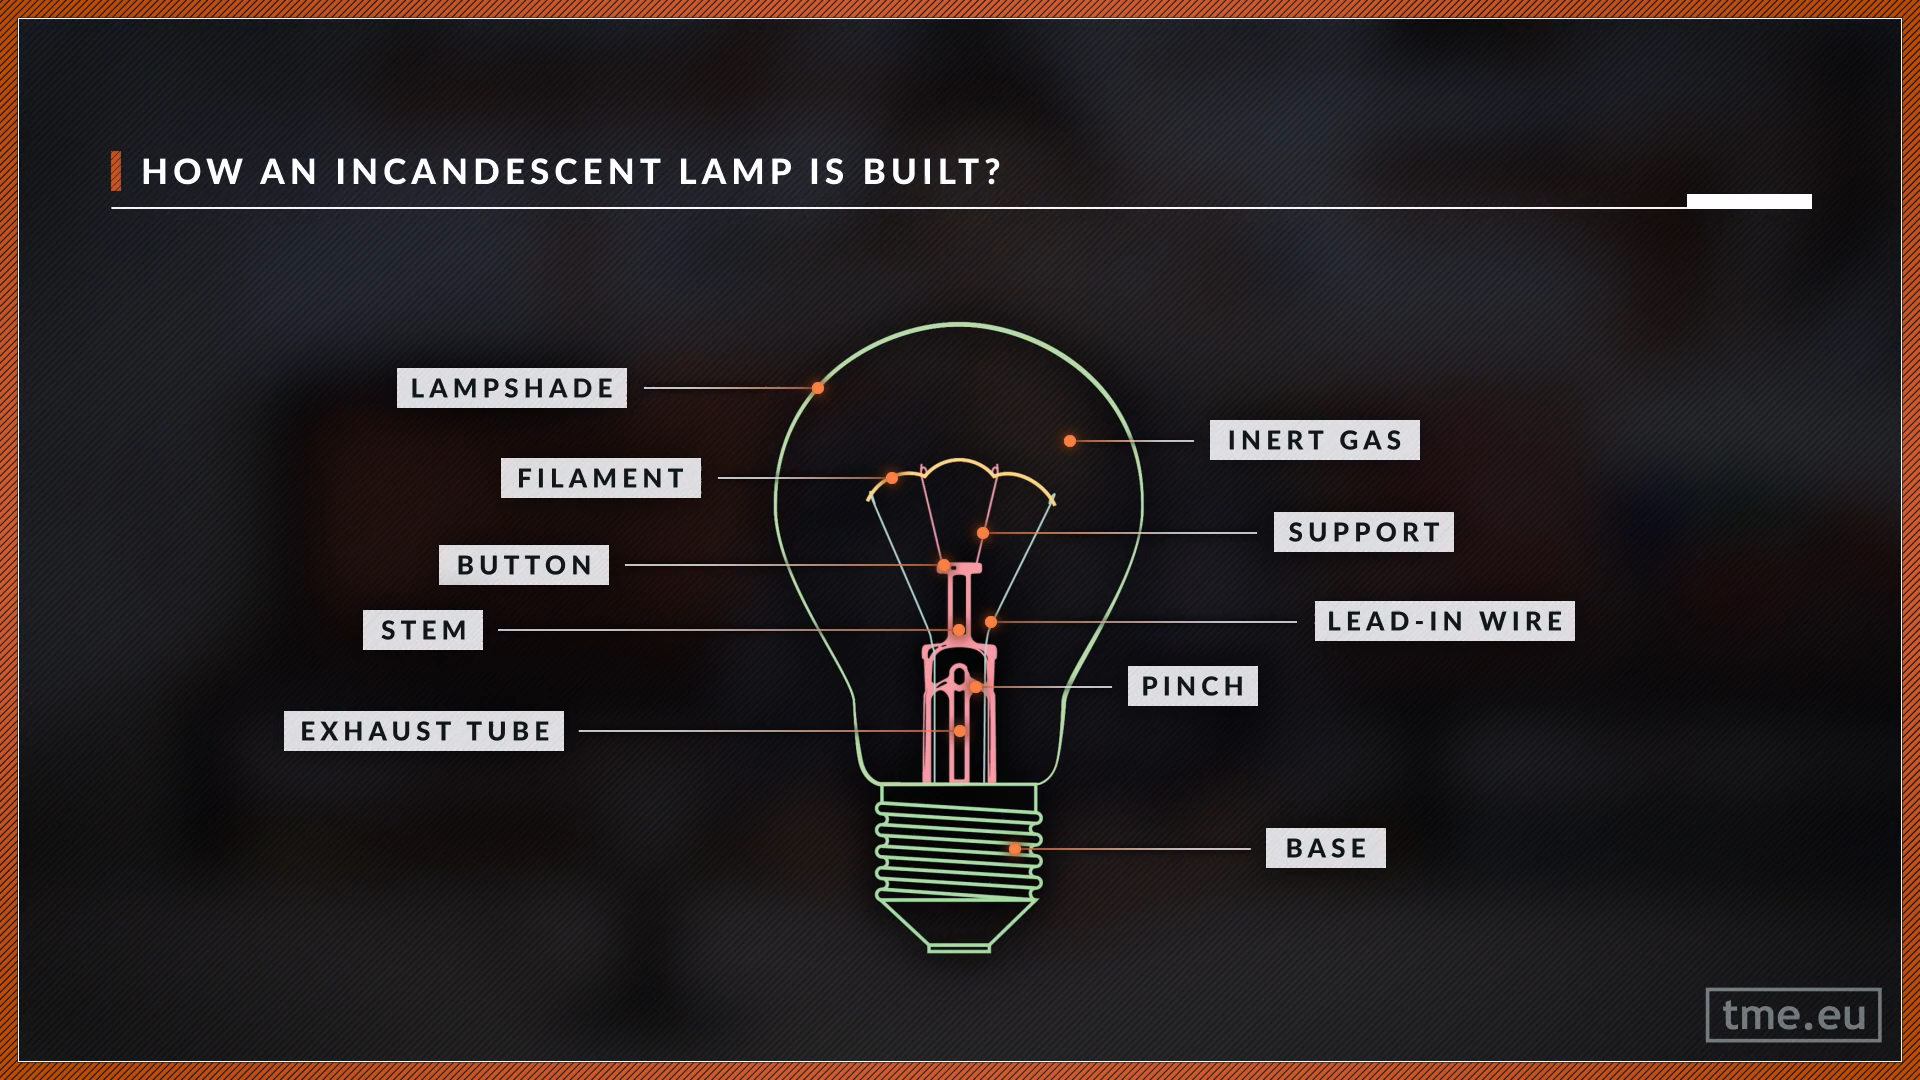 HOW AN INCANDESCENT LAMP IS BUILT?
LAMPSHADE
INERT GAS
FILAMENT
SUPPORT
BUTTON
LEAD-IN WIRE
STEM
PINCH
EXHAUST TUBE
BASE
tme.eu